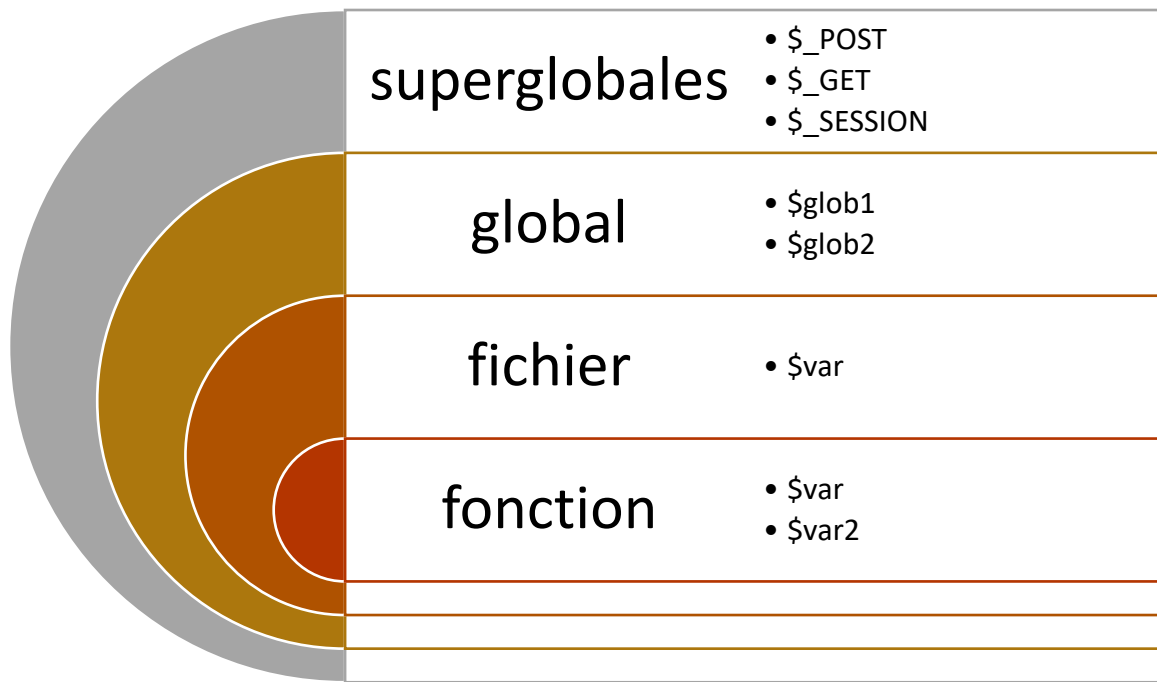 superglobales
• $_POST
• $_GET
• $_SESSION
global
• $glob1
• $glob2
fichier
• $var
fonction
• $var
• $var2